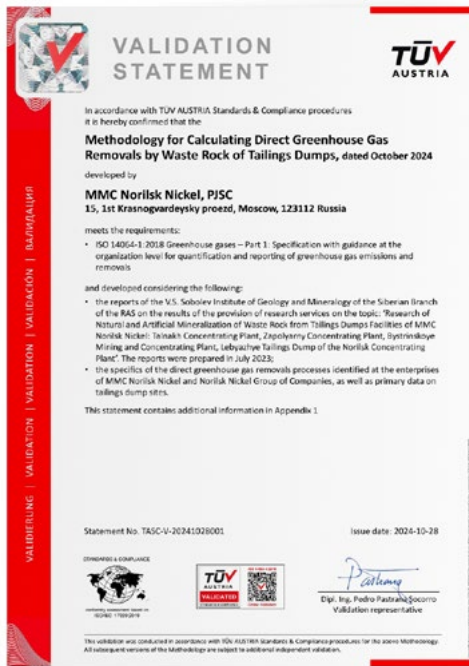 VALIDATION
STATEMENT
TÜV
AUSTRIA
In accordance with TÜV AUSTRIA Standards & Compliance procedures
it is hereby confirmed that the
Methodology for Calculating Direct Greenhouse Gas
Removals by Waste Rock of Tailings Dumps, dated October 2024
developed by
MMC Norilsk Nickel, PJSC
15, 1st Krasnogvardeysky proezd, Moscow, 123112 Russia
meets the requirements:
• ISO 14064-1:2018 Greenhouse gases – Part 1: Specification with guidance at the
organization level for quantification and reporting of greenhouse gas emissions and
removals
and developed considering the following:
• the reports of the V.S. Sobolev Institute of Geology and Mineralogy of the Siberian Branch
of the RAS on the results of the provision of research services on the topic: 'Research of
Natural and Artificial Mineralization of Waste Rock from Tailings Dumps Facilities of MMC
Norilsk Nickel: Talnakh Concentrating Plant, Zapolyarny Concentrating Plant, Bystrinskoye
Mining and Concentrating Plant, Lebyazhye Tailings Dump of the Norilsk Concentrating
Plant'. The reports were prepared in July 2023;
• the specifics of the direct greenhouse gas removals processes identified at the enterprises
of MMC Norilsk Nickel and Norilsk Nickel Group of Companies, as well as primary data on
tailings dump sites.
This statement contains additional information in Appendix 1
Statement No. TASC-V-20241028001 Issue date: 2024-10-28
STANDARDS & COMPLIANCE
TÜV
AUSTRIA
VALIDATED
Dipl. Ing. Pedro Pastrana Socorro
Validation representative
This validation was conducted in accordance with TÜV AUSTRIA Standards & Compliance procedures for the above Methodology.
All subsequent versions of the Methodology are subject to additional independent validation.
VALIDIERUNG | VALIDATION | VALIDATION | VALIDACIÓN | ВАЛИДАЦИЯ